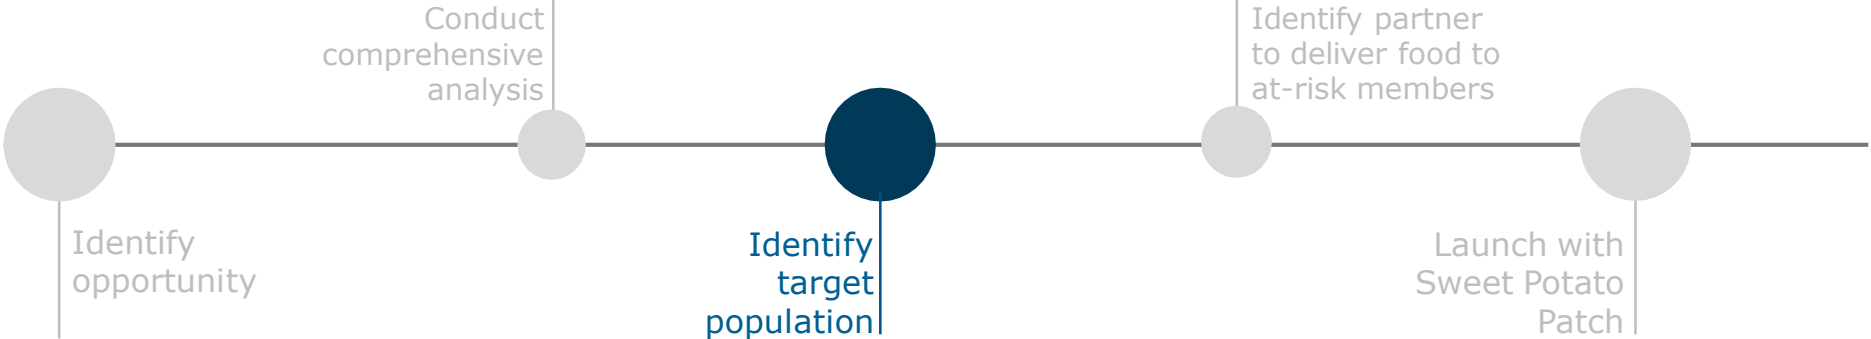 Conduct
comprehensive
analysis
Identify partner
to deliver food to
at-risk members
Identify
opportunity
Identify
target
population
Launch with
Sweet Potato
Patch